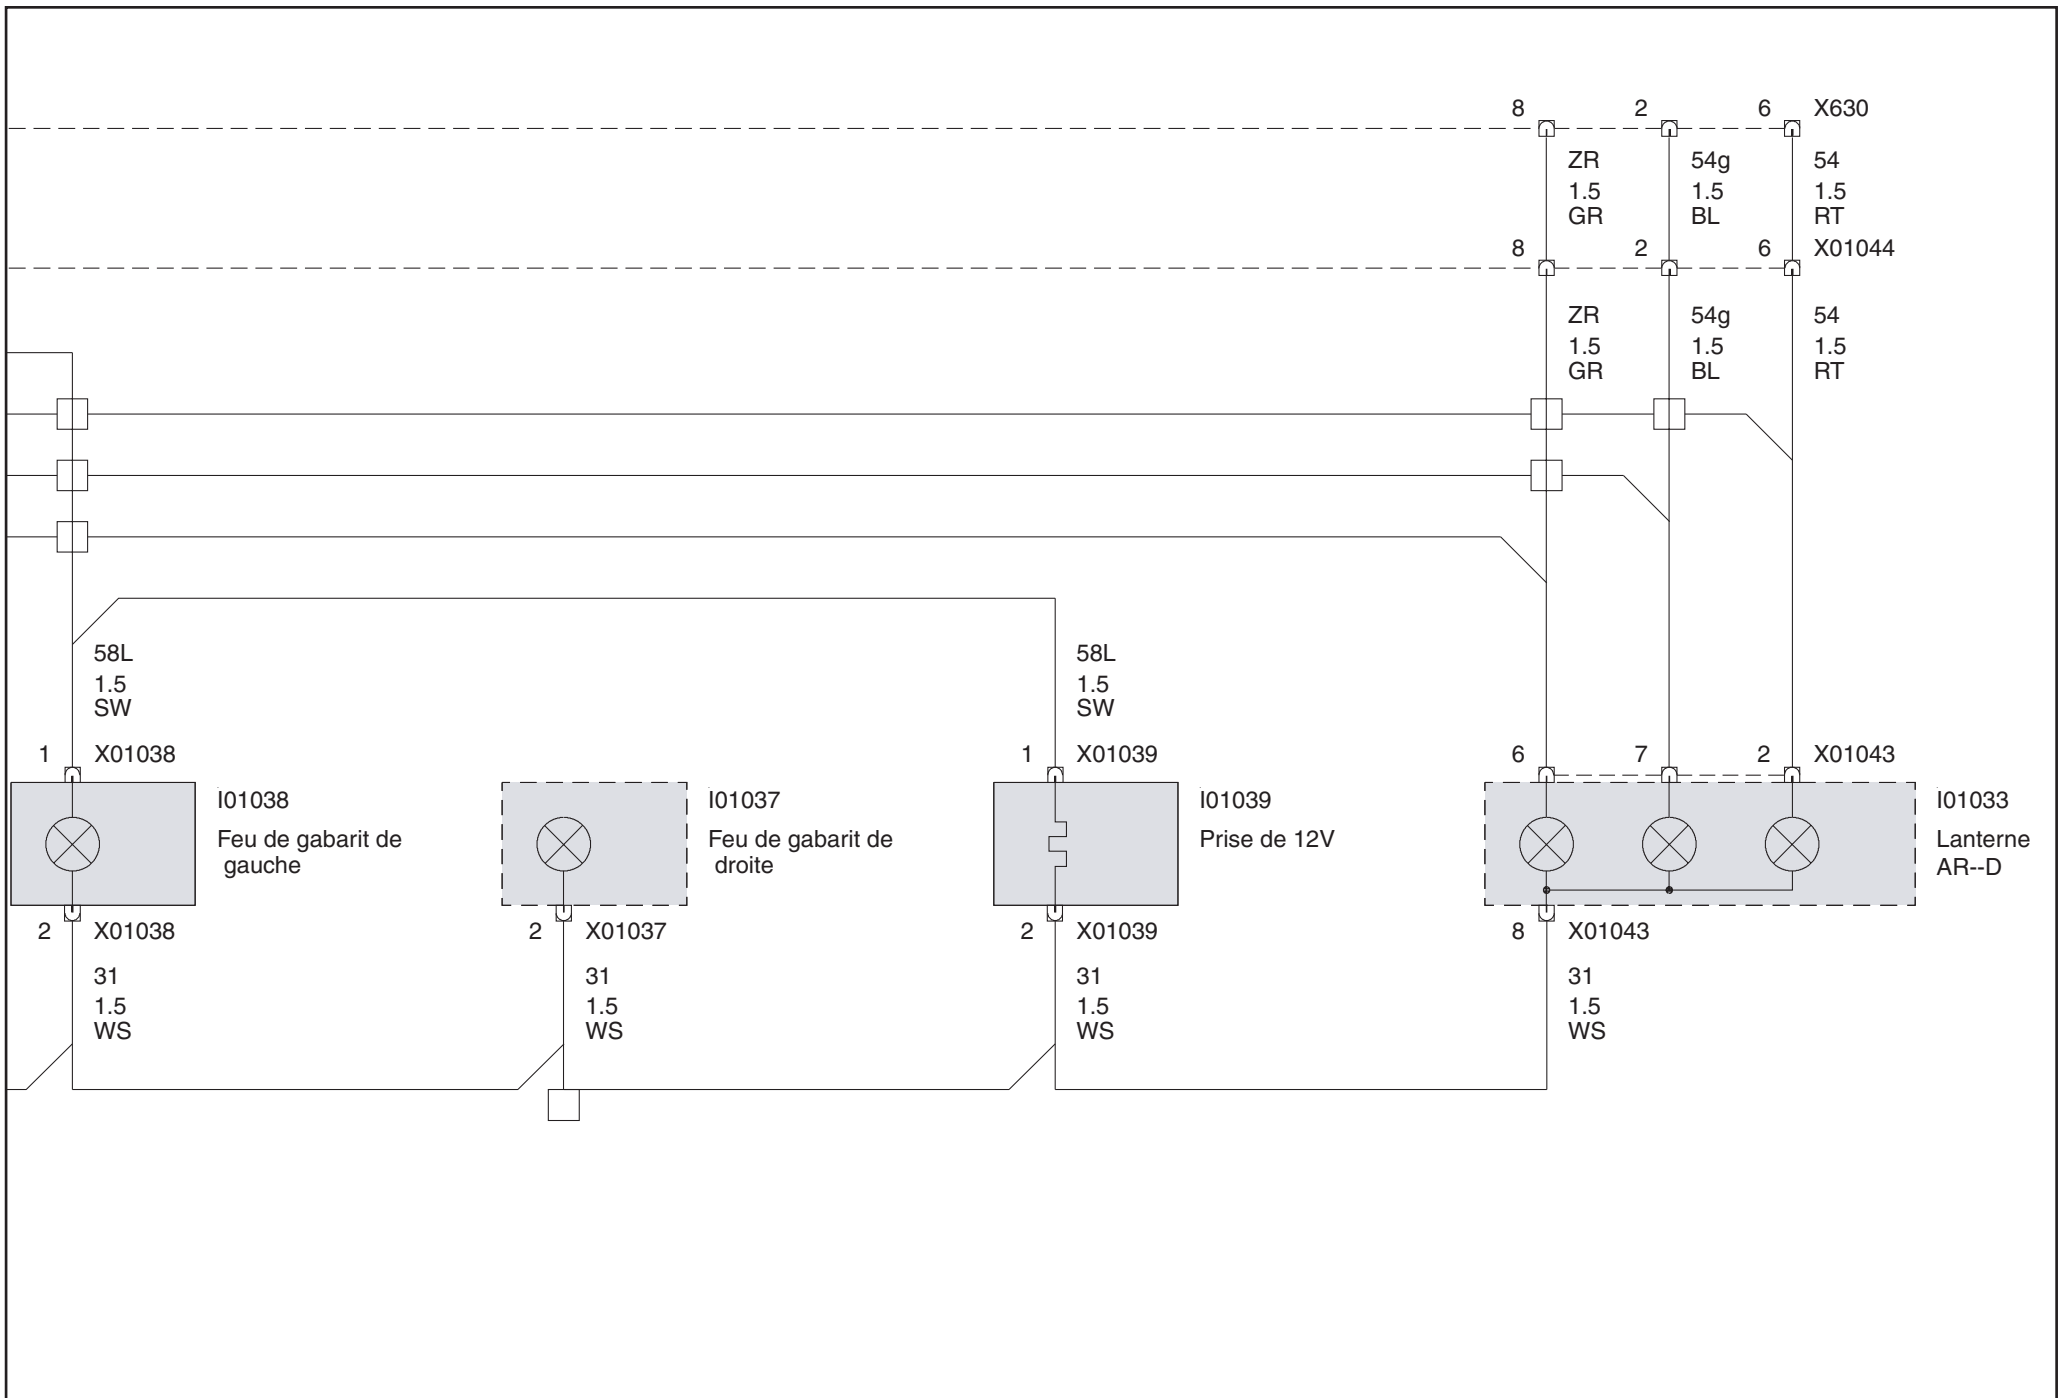 8 2 6 X630
ZR 54g 54
1.5 1.5 1.5
GR BL RT
8 2 6 X01044
ZR 54g 54
1.5 1.5 1.5
GR BL RT
58L 58L
1.5 1.5
SW SW
1 X01038 1 X01039 6 7 2 X01043
I01038 I01037 I01039 I01033
Feu de gabarit de Feu de gabarit de Prise de 12V Lanterne
gauche droite AR--D
2 X01038 2 X01037 2 X01039 8 X01043
31 31 31 31
1.5 1.5 1.5 1.5
WS WS WS WS